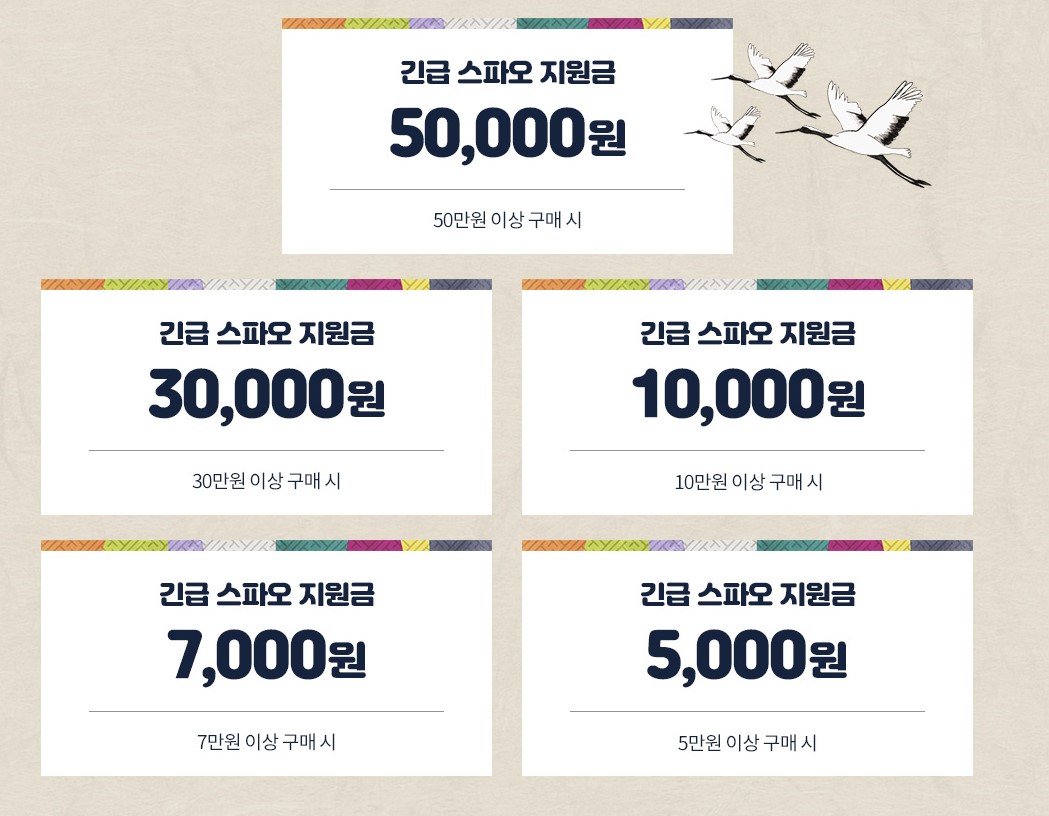 긴급 스파오 지원금
50,000원
50만원 이상 구매 시
긴급 스파오 지원금
30,000원
30만원 이상 구매 시
긴급 스파오 지원금
10,000원
10만원 이상 구매 시
긴급 스파오 지원금
7,000원
7만원 이상 구매 시
긴급 스파오 지원금
5,000원
5만원 이상 구매 시